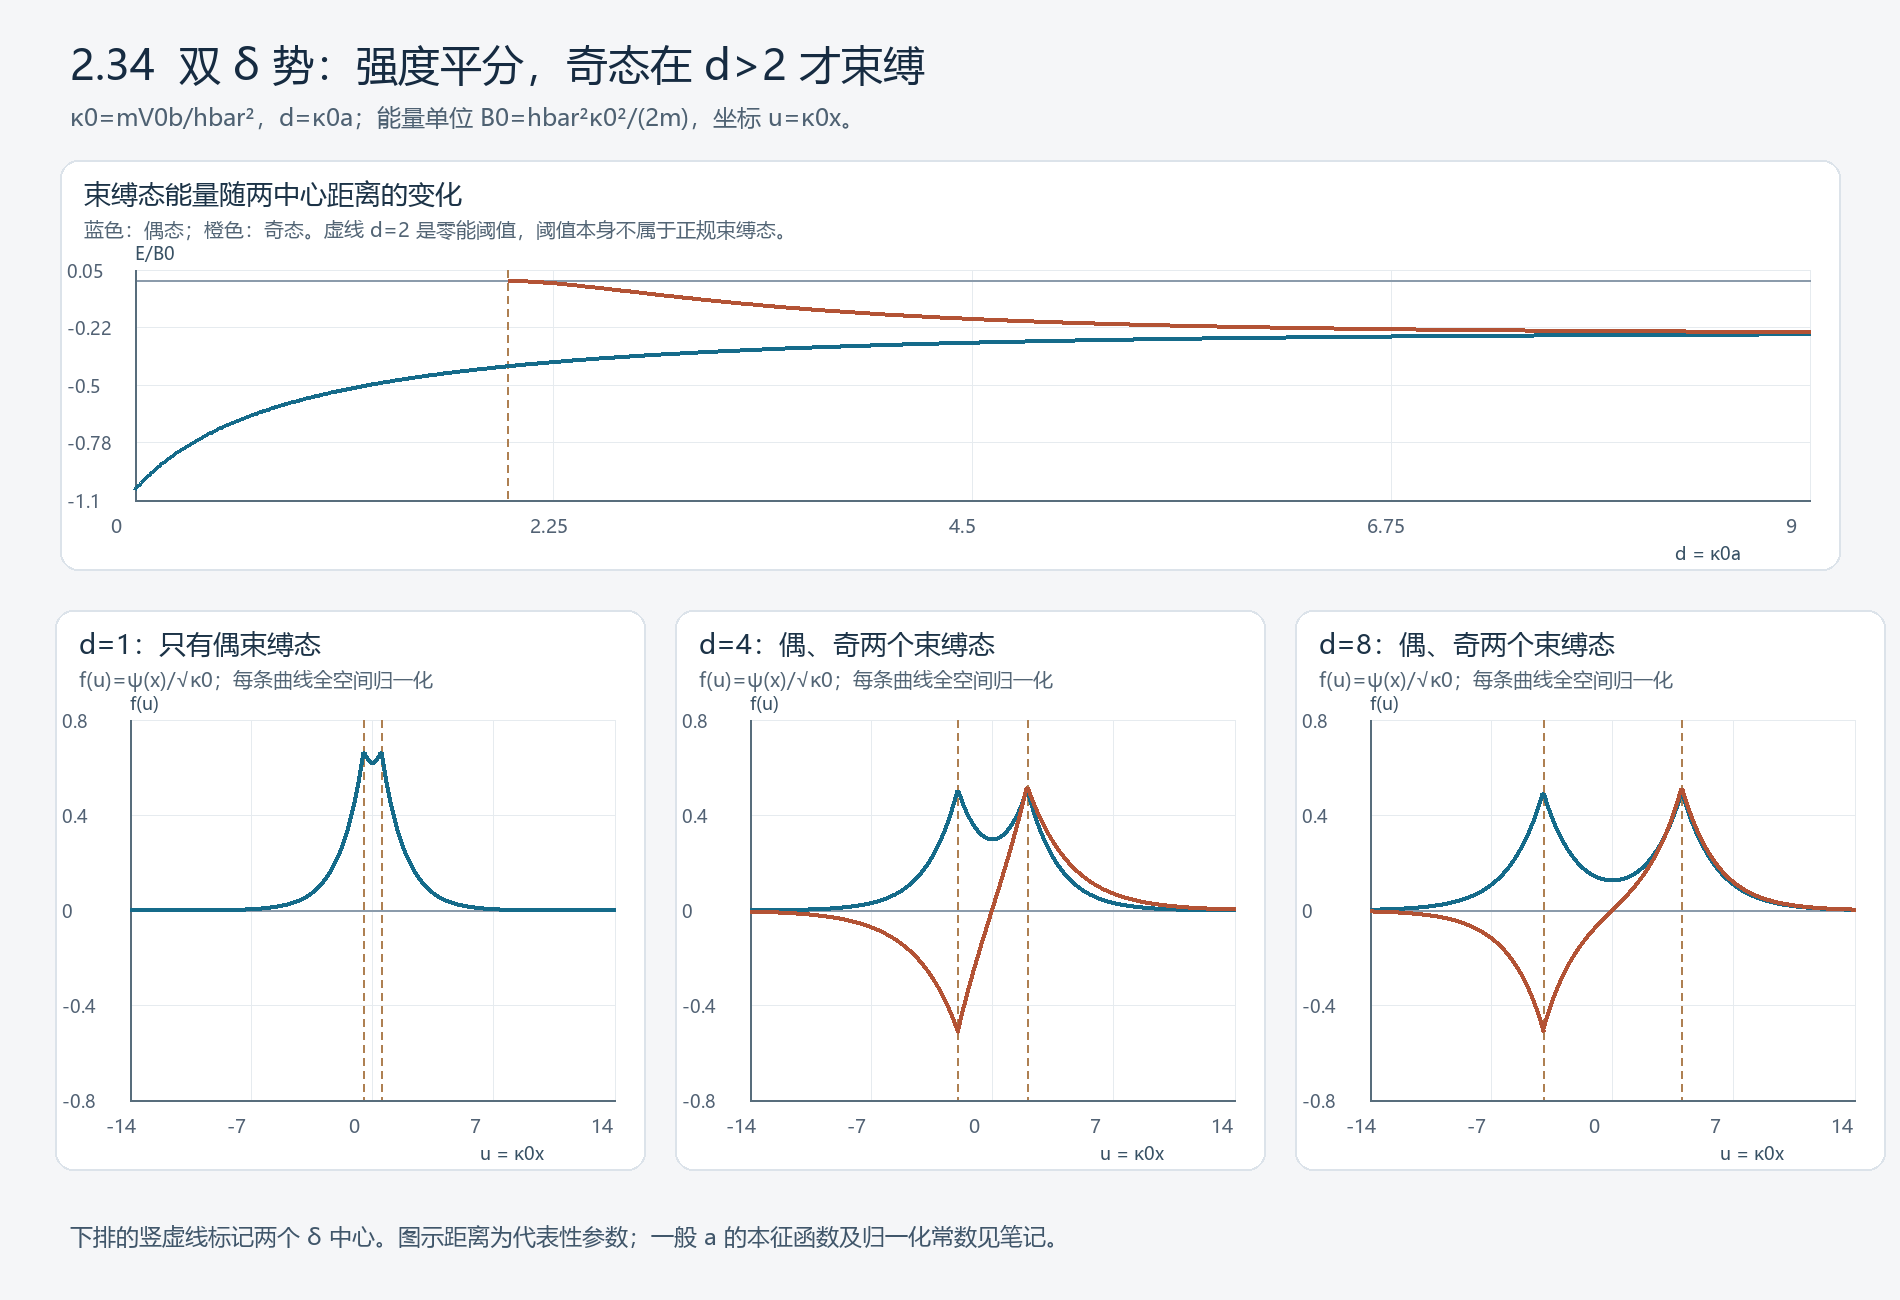 2.34 双 δ 势：强度平分，奇态在 d>2 才束缚
κ0=mV0b/hbar²，d=κ0a；能量单位 B0=hbar²κ0²/(2m)，坐标 u=κ0x。
束缚态能量随两中心距离的变化
蓝色：偶态；橙色：奇态。虚线 d=2 是零能阈值，阈值本身不属于正规束缚态。
E/B0
0.05
-0.22
-0.5
-0.78
-1.1
0 2.25 4.5 6.75 9
d = κ0a
d=1：只有偶束缚态
f(u)=ψ(x)/√κ0；每条曲线全空间归一化
f(u)
0.8
0.4
0
-0.4
-0.8
-14 -7 0 7 14
u = κ0x
d=4：偶、奇两个束缚态
f(u)=ψ(x)/√κ0；每条曲线全空间归一化
f(u)
0.8
0.4
0
-0.4
-0.8
-14 -7 0 7 14
u = κ0x
d=8：偶、奇两个束缚态
f(u)=ψ(x)/√κ0；每条曲线全空间归一化
f(u)
0.8
0.4
0
-0.4
-0.8
-14 -7 0 7 14
u = κ0x
下排的竖虚线标记两个 δ 中心。图示距离为代表性参数；一般 a 的本征函数及归一化常数见笔记。